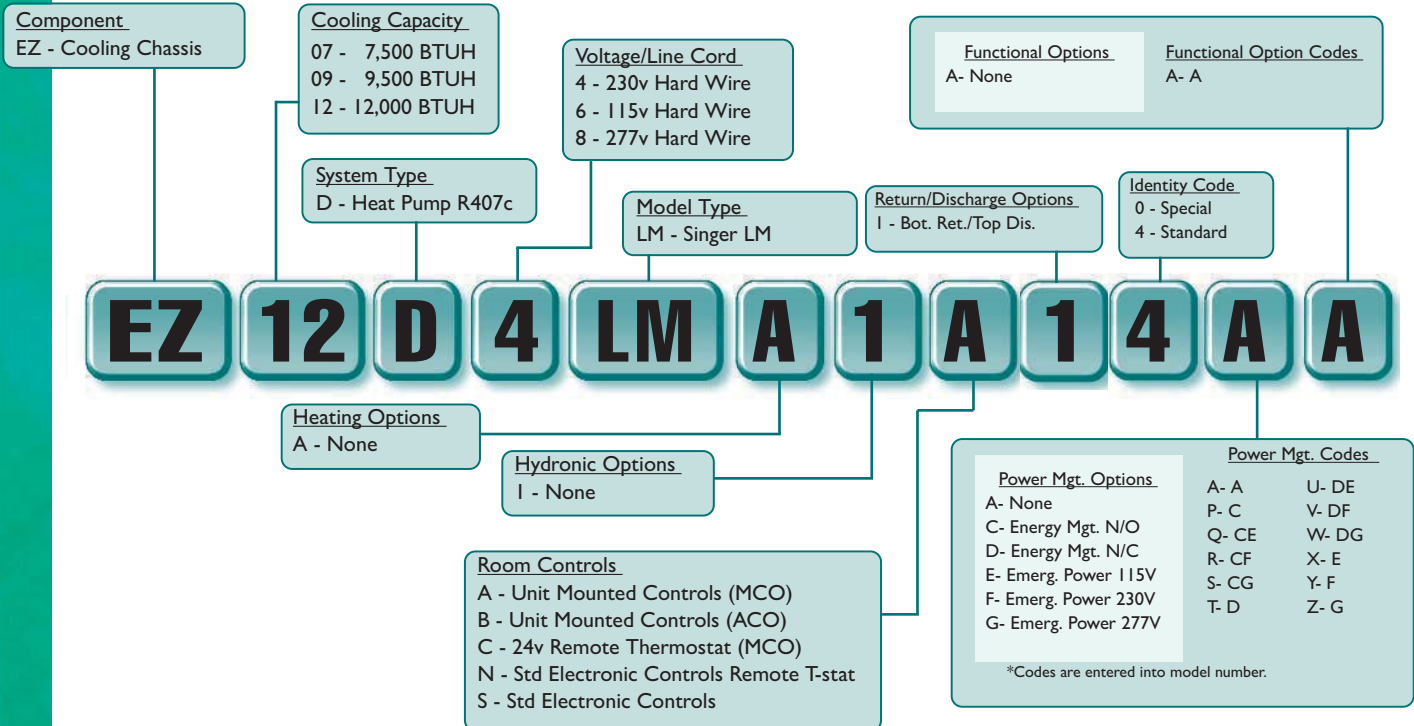 Component
EZ - Cooling Chassis
Cooling Capacity
07 - 7,500 BTUH
09 - 9,500 BTUH
12 - 12,000 BTUH
System Type
D - Heat Pump R407c
Voltage/Line Cord
4 - 230v Hard Wire
6 - 115v Hard Wire
8 - 277v Hard Wire
Model Type
LM - Singer LM
Return/Discharge Options
1 - Bot. Ret./Top Dis.
Identity Code
0 - Special
4 - Standard
Functional Options
A- None
Functional Option Codes
A- A
EZ 12 D 4 LM A 1 A 1 4 A A
Heating Options
A - None
Hydronic Options
1 - None
Room Controls
A - Unit Mounted Controls (MCO)
B - Unit Mounted Controls (ACO)
C - 24v Remote Thermostat (MCO)
N - Std Electronic Controls Remote T-stat
S - Std Electronic Controls
Power Mgt. Options
A- None
C- Energy Mgt. N/O
D- Energy Mgt. N/C
E- Emerg. Power 115V
F- Emerg. Power 230V
G- Emerg. Power 277V
Power Mgt. Codes
A- A
P- C
Q- CE
R- CF
S- CG
T- D
U- DE
V- DF
W- DG
X- E
Y- F
Z- G
*Codes are entered into model number.